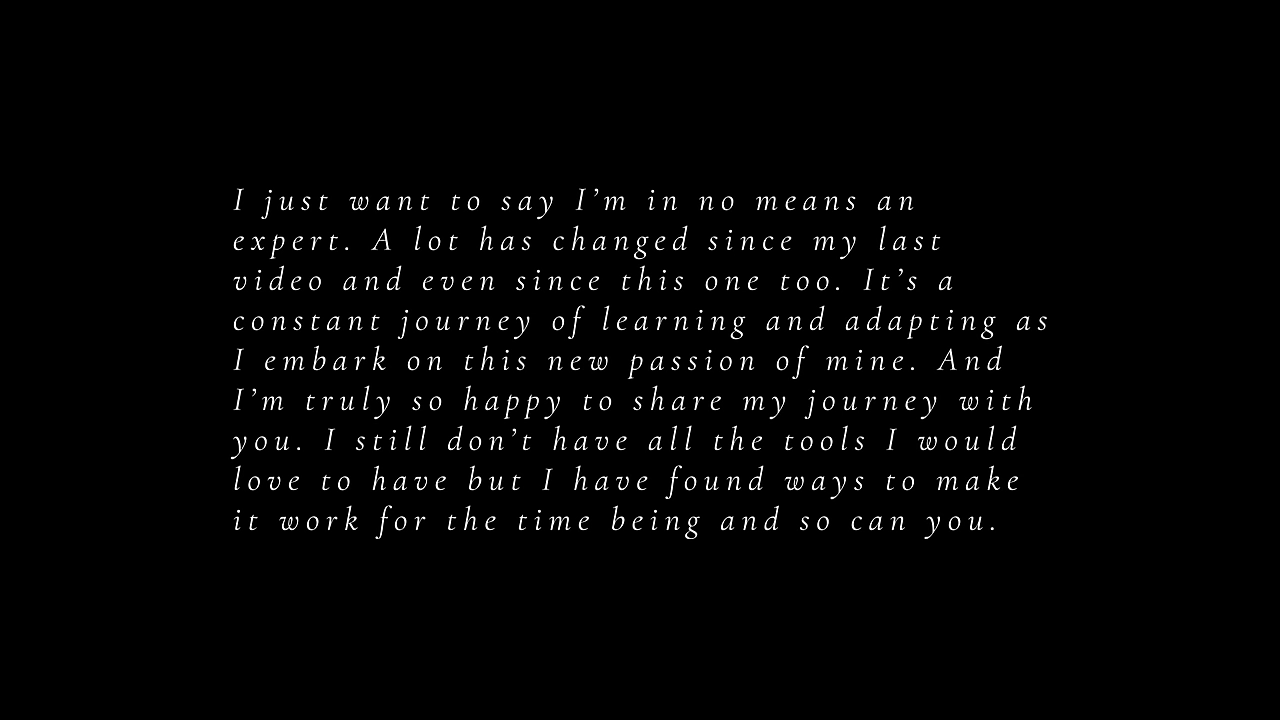 I just want to say I’m in no means an
expert. A lot has changed since my last
video and even since this one too. It’s a
constant journey of learning and adapting as
I embark on this new passion of mine. And
I’m truly so happy to share my journey with
you. I still don’t have all the tools I would
love to have but I have found ways to make
it work for the time being and so can you.